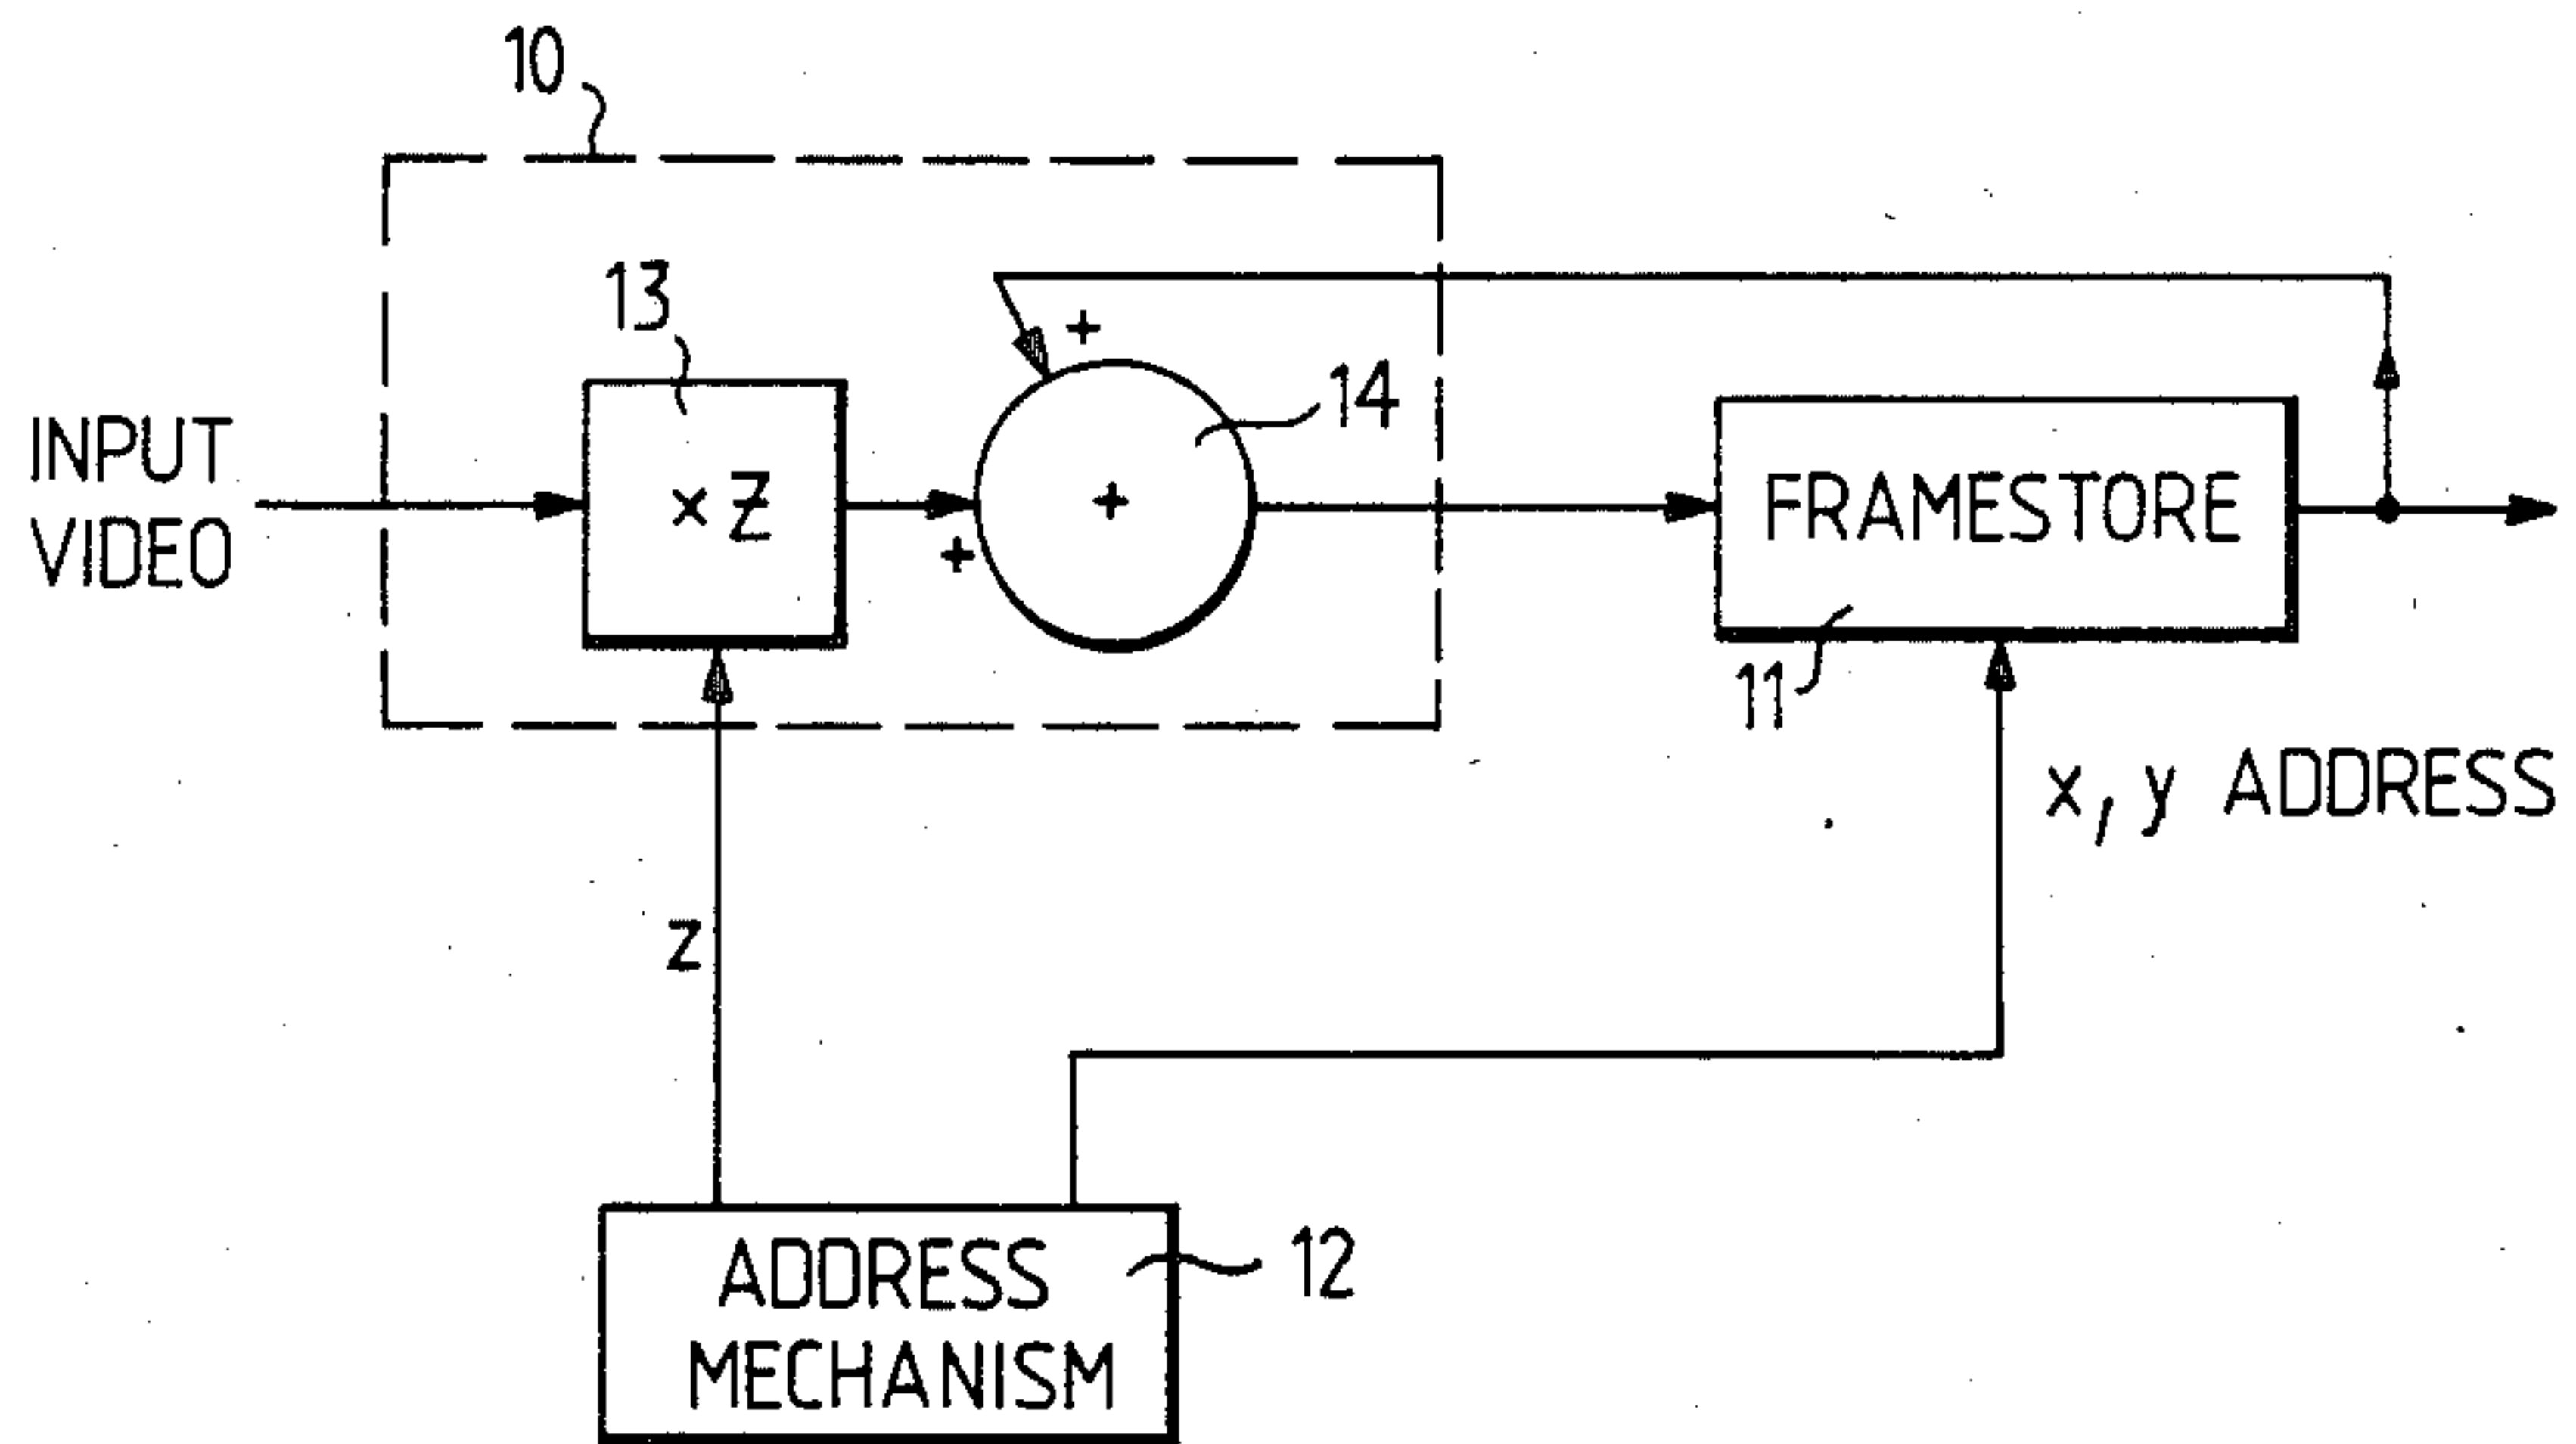 10
13
+
14
INPUT
VIDEO
x Z
+
+
FRAMESTORE
11
x, y ADDRESS
z
ADDRESS
MECHANISM
12